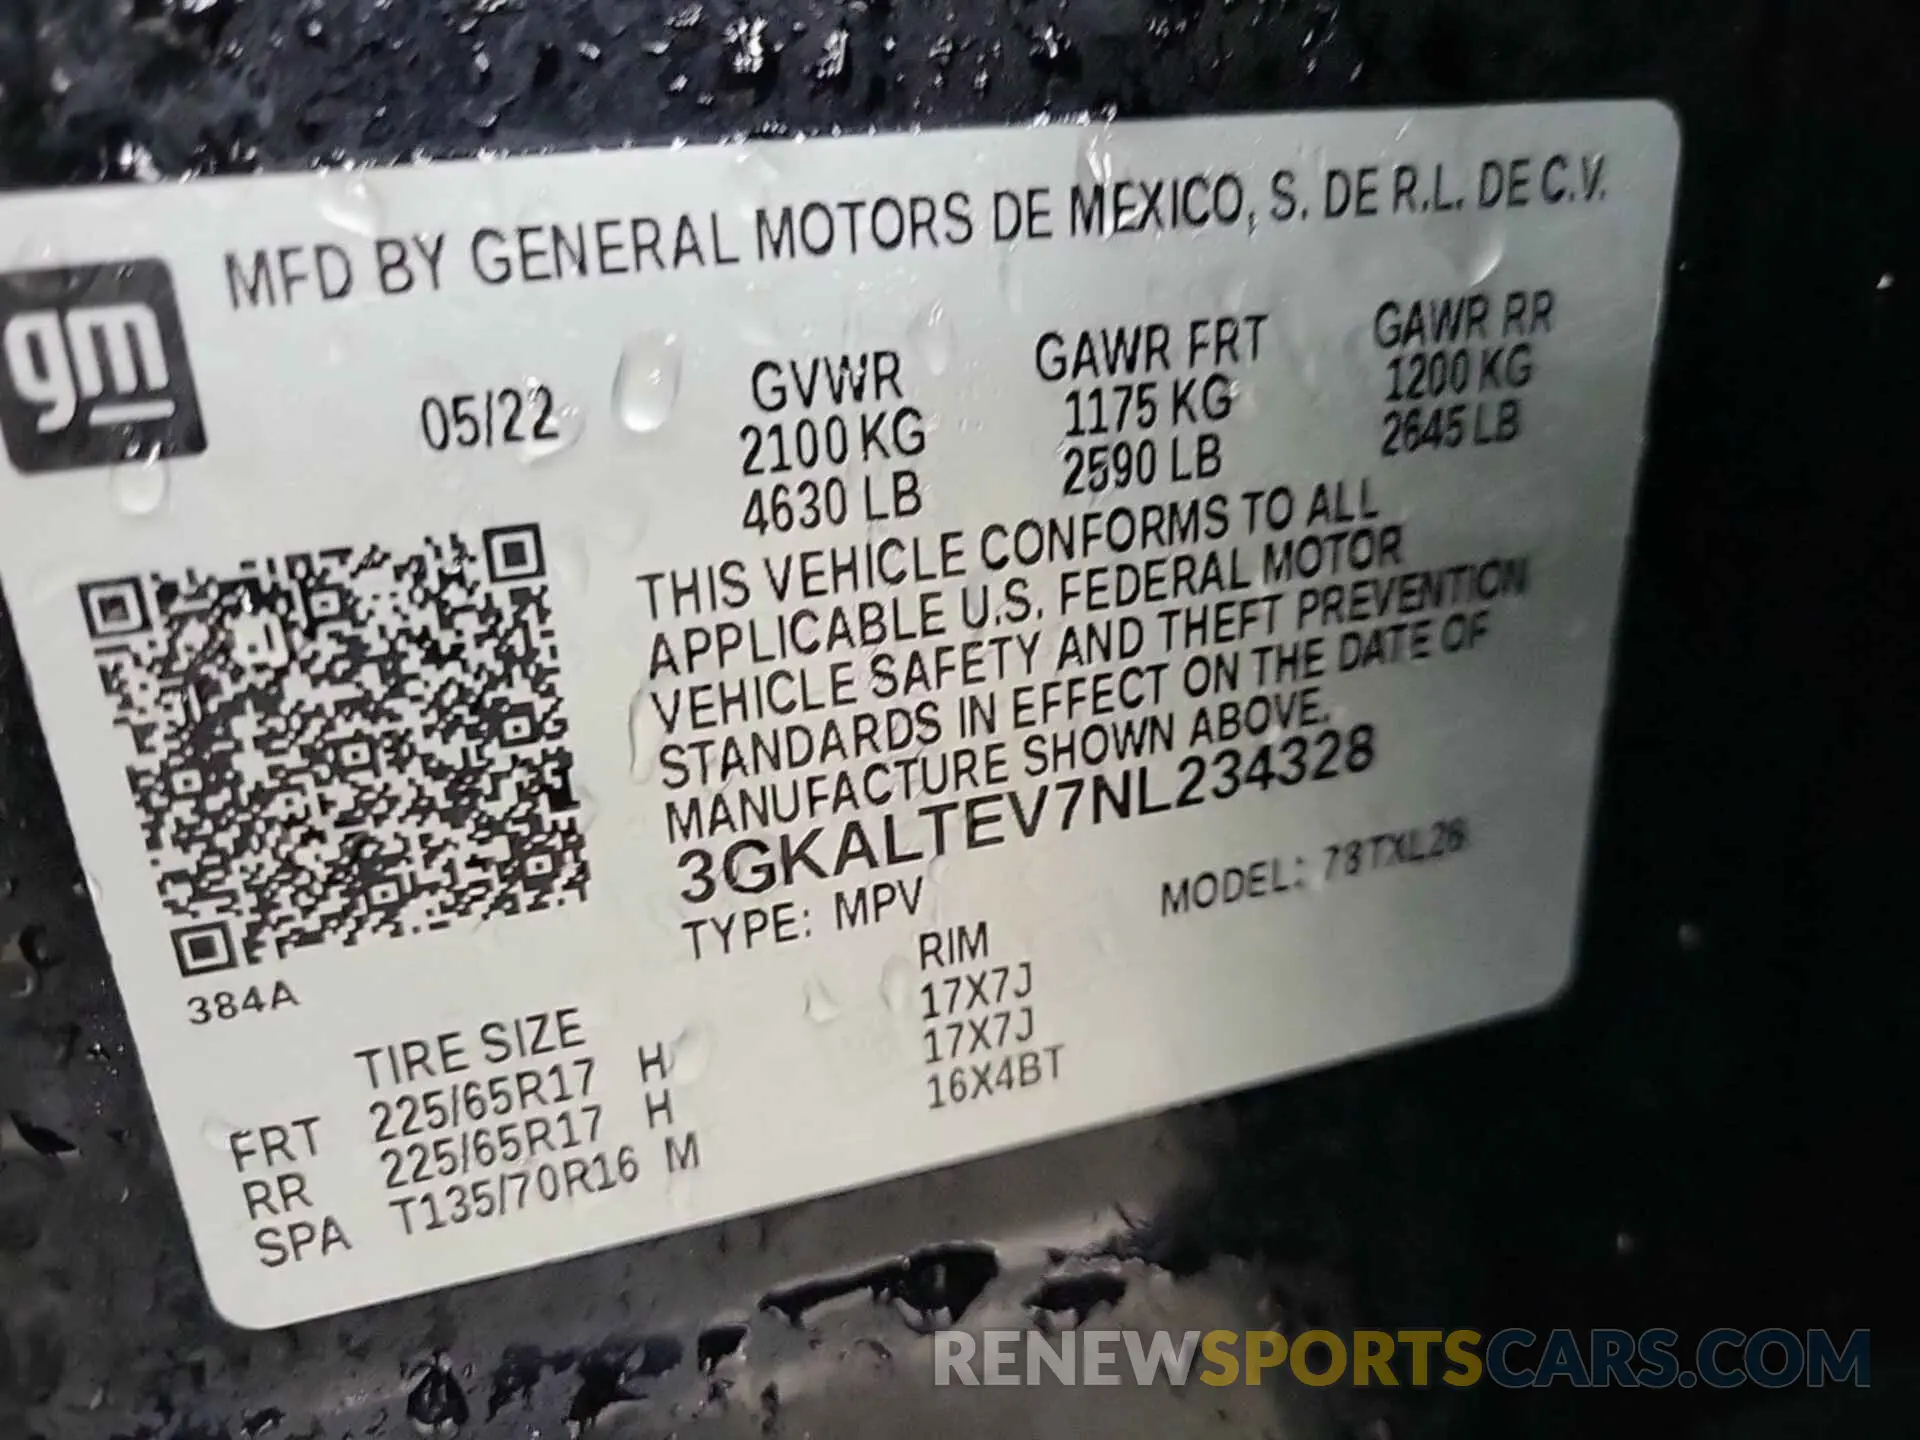 MFD BY GENERAL MOTORS DE MEXICO, S. DE R.L. DE C.V.
gm
05/22
GVWR
2100 KG
4630 LB
GAWR FRT
1175 KG
2590 LB
GAWR RR
1200 KG
2645 LB
THIS VEHICLE CONFORMS TO ALL
APPLICABLE U.S. FEDERAL MOTOR
VEHICLE SAFETY AND THEFT PREVENTION
STANDARDS IN EFFECT ON THE DATE OF
MANUFACTURE SHOWN ABOVE.
3GKALTEV7NL234328
TYPE: MPV MODEL:
384A
TIRE SIZE RIM
FRT 225/65R17 H 17X7J
RR 225/65R17 H 17X7J
SPA T135/70R16 M 16X4BT
RENEWSPORTSCARS.COM